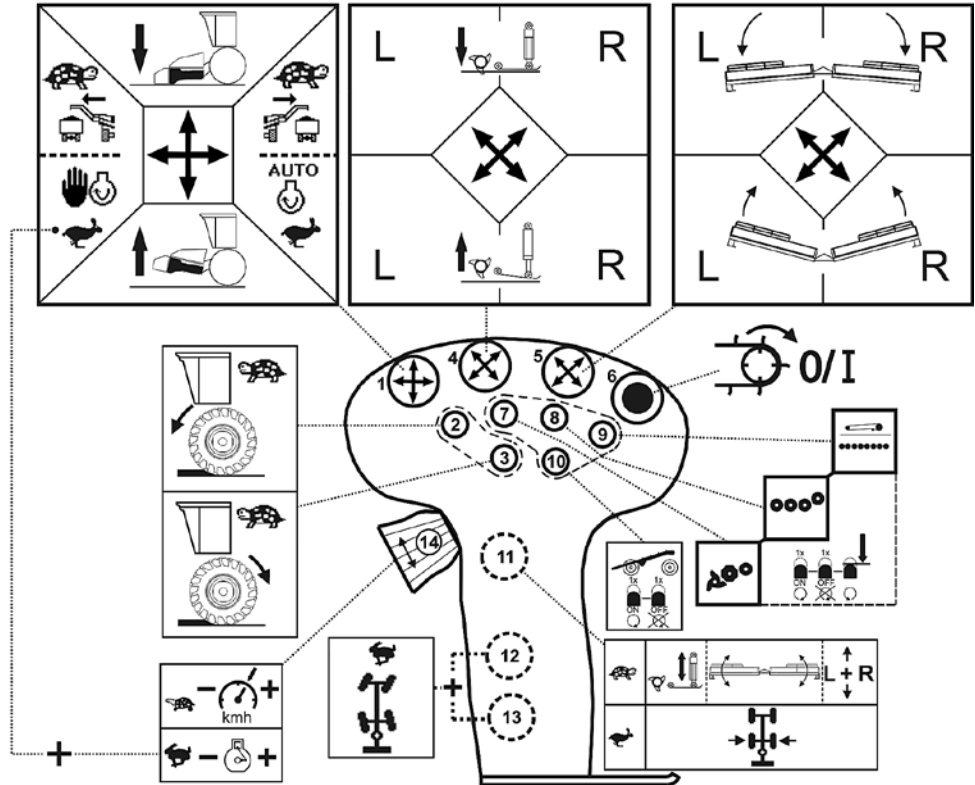 L R
L R
L R
AUTO
L R
1 4 5 6
0/I
2 7 8 9
3 10
14
11
1x 1x
ON OFF
1x 1x
ON OFF
12
13
- +
kmh
- +
+
+
L + R